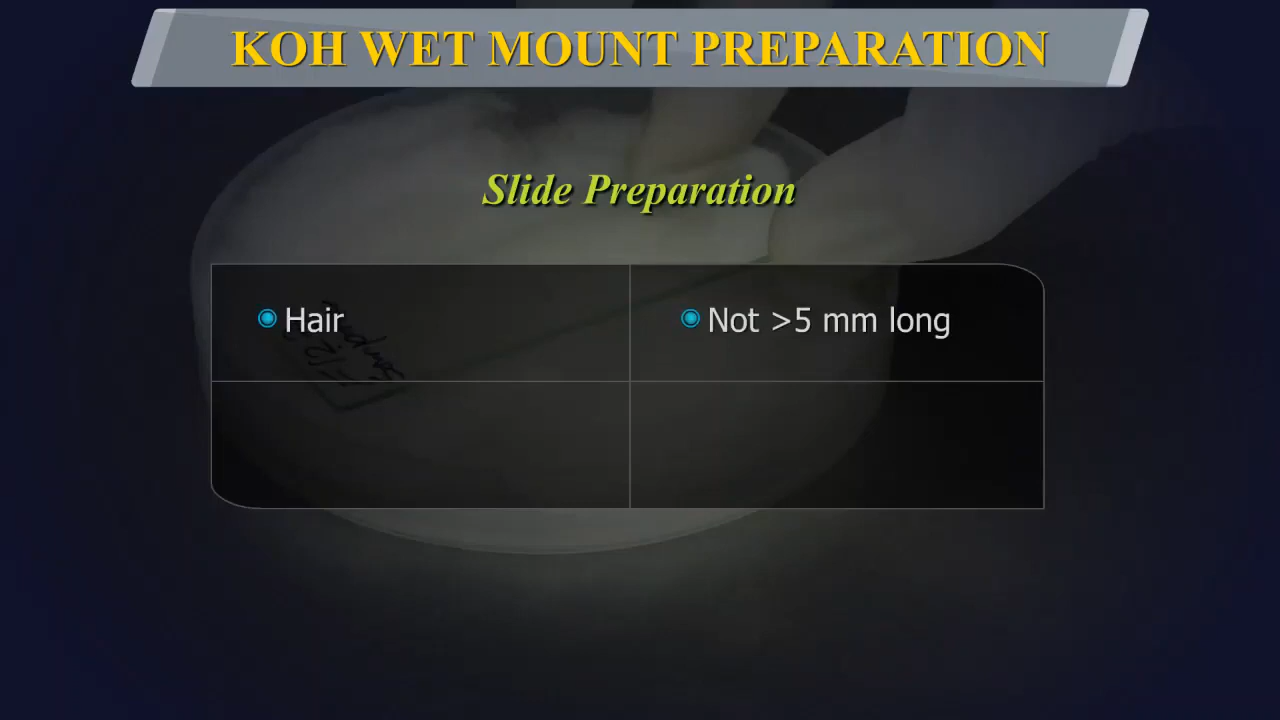 KOH WET MOUNT PREPARATION
Slide Preparation
Hair
Not >5 mm long